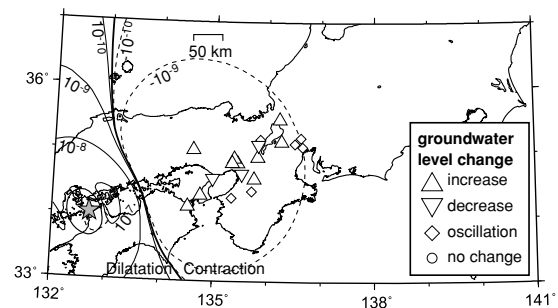 10-10
-10-10
50 km
36°
10-9
-10-9
10-8
10-7
groundwater
level change
increase
decrease
oscillation
no change
Dilatation
Contraction
33°
132°
135°
138°
141°